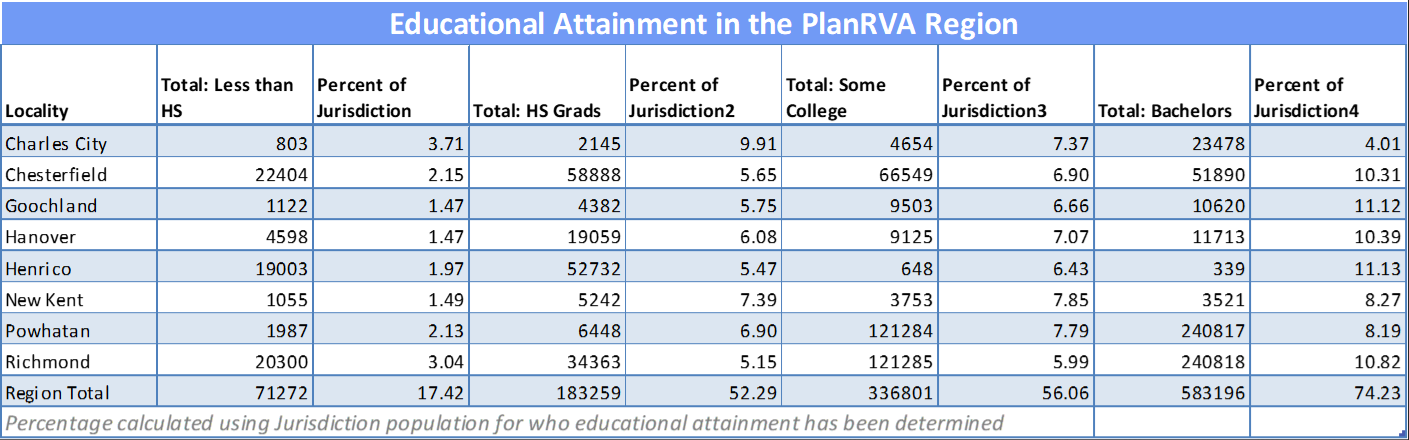 Educational Attainment in the PlanRVA Region
Locality Total: Less than HS Percent of Jurisdiction Total: HS Grads Percent of Jurisdiction2 Total: Some College Percent of Jurisdiction3 Total: Bachelors Percent of Jurisdiction4
Charles City 803 3.71 2145 9.91 4654 7.37 23478 4.01
Chesterfield 22404 2.15 58888 5.65 66549 6.90 51890 10.31
Goochland 1122 1.47 4382 5.75 9503 6.66 10620 11.12
Hanover 4598 1.47 19059 6.08 9125 7.07 11713 10.39
Henrico 19003 1.97 52732 5.47 648 6.43 339 11.13
New Kent 1055 1.49 5242 7.39 3753 7.85 3521 8.27
Powhatan 1987 2.13 6448 6.90 121284 7.79 240817 8.19
Richmond 20300 3.04 34363 5.15 121285 5.99 240818 10.82
Region Total 71272 17.42 183259 52.29 336801 56.06 583196 74.23
Percentage calculated using Jurisdiction population for who educational attainment has been determined